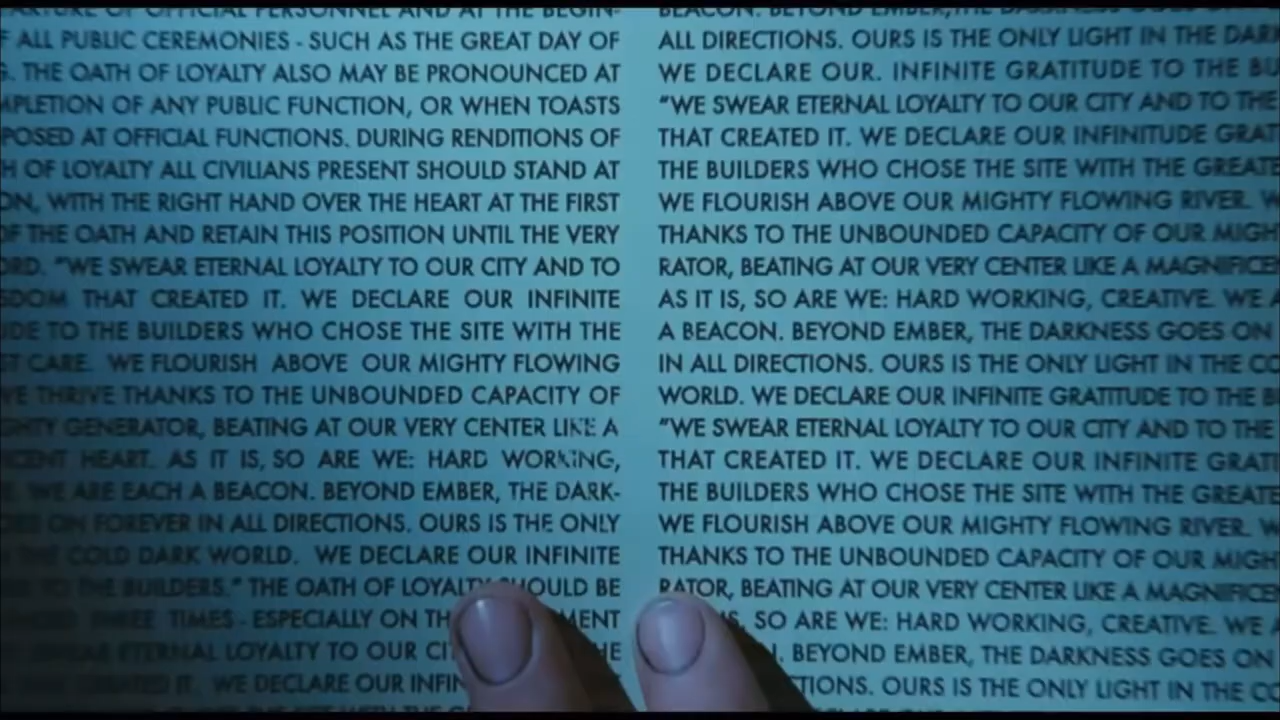 OFFICIAL PERSONNEL AND AT THE BEGIN-
ALL PUBLIC CEREMONIES - SUCH AS THE GREAT DAY OF
THE OATH OF LOYALTY ALSO MAY BE PRONOUNCED AT
OF ANY PUBLIC FUNCTION, OR WHEN TOASTS
AT OFFICIAL FUNCTIONS. DURING RENDITIONS OF
OF LOYALTY ALL CIVILIANS PRESENT SHOULD STAND AT
WITH THE RIGHT HAND OVER THE HEART AT THE FIRST
OF THE OATH AND RETAIN THIS POSITION UNTIL THE VERY
"WE SWEAR ETERNAL LOYALTY TO OUR CITY AND TO
THAT CREATED IT. WE DECLARE OUR INFINITE
TO THE BUILDERS WHO CHOSE THE SITE WITH THE
CARE. WE FLOURISH ABOVE OUR MIGHTY FLOWING
THRIVE THANKS TO THE UNBOUNDED CAPACITY OF
GENERATOR, BEATING AT OUR VERY CENTER LIKE A
HEART. AS IT IS, SO ARE WE: HARD WORKING,
WE ARE EACH A BEACON. BEYOND EMBER, THE DARK-
ON FOREVER IN ALL DIRECTIONS. OURS IS THE ONLY
THE COLD DARK WORLD. WE DECLARE OUR INFINITE
TO THE BUILDERS." THE OATH OF LOYALTY SHOULD BE
THREE TIMES - ESPECIALLY ON
ETERNAL LOYALTY TO OUR
CREATED IT. WE DECLARE OUR
BEACON. BEYOND EMBER, THE
ALL DIRECTIONS. OURS IS THE ONLY LIGHT IN THE
WE DECLARE OUR. INFINITE GRATITUDE TO THE
"WE SWEAR ETERNAL LOYALTY TO OUR CITY AND TO THE
THAT CREATED IT. WE DECLARE OUR INFINITUDE
THE BUILDERS WHO CHOSE THE SITE WITH THE
WE FLOURISH ABOVE OUR MIGHTY FLOWING RIVER.
THANKS TO THE UNBOUNDED CAPACITY OF OUR
RATOR, BEATING AT OUR VERY CENTER LIKE A
AS IT IS, SO ARE WE: HARD WORKING, CREATIVE. WE
A BEACON. BEYOND EMBER, THE DARKNESS GOES ON
IN ALL DIRECTIONS. OURS IS THE ONLY LIGHT IN THE
WORLD. WE DECLARE OUR INFINITE GRATITUDE TO THE
"WE SWEAR ETERNAL LOYALTY TO OUR CITY AND TO THE
THAT CREATED IT. WE DECLARE OUR INFINITE
THE BUILDERS WHO CHOSE THE SITE WITH THE
WE FLOURISH ABOVE OUR MIGHTY FLOWING RIVER.
THANKS TO THE UNBOUNDED CAPACITY OF OUR
RATOR, BEATING AT OUR VERY CENTER LIKE A
SO ARE WE: HARD WORKING, CREATIVE. WE
BEYOND EMBER, THE DARKNESS GOES ON
OURS IS THE ONLY LIGHT IN THE